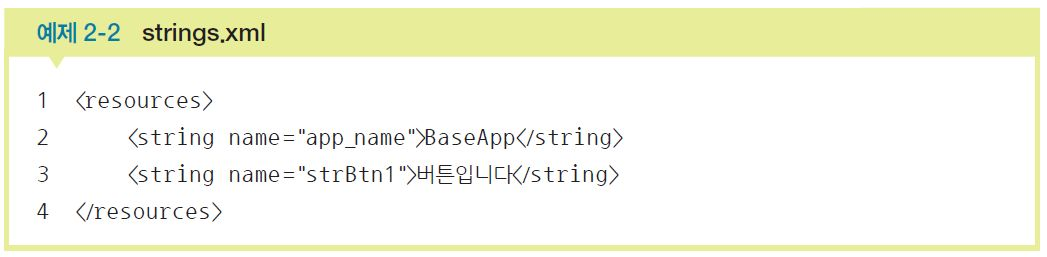 예제 2-2 strings.xml
1 <resources>
2 <string name="app_name">BaseApp</string>
3 <string name="strBtn1">버튼입니다</string>
4 </resources>